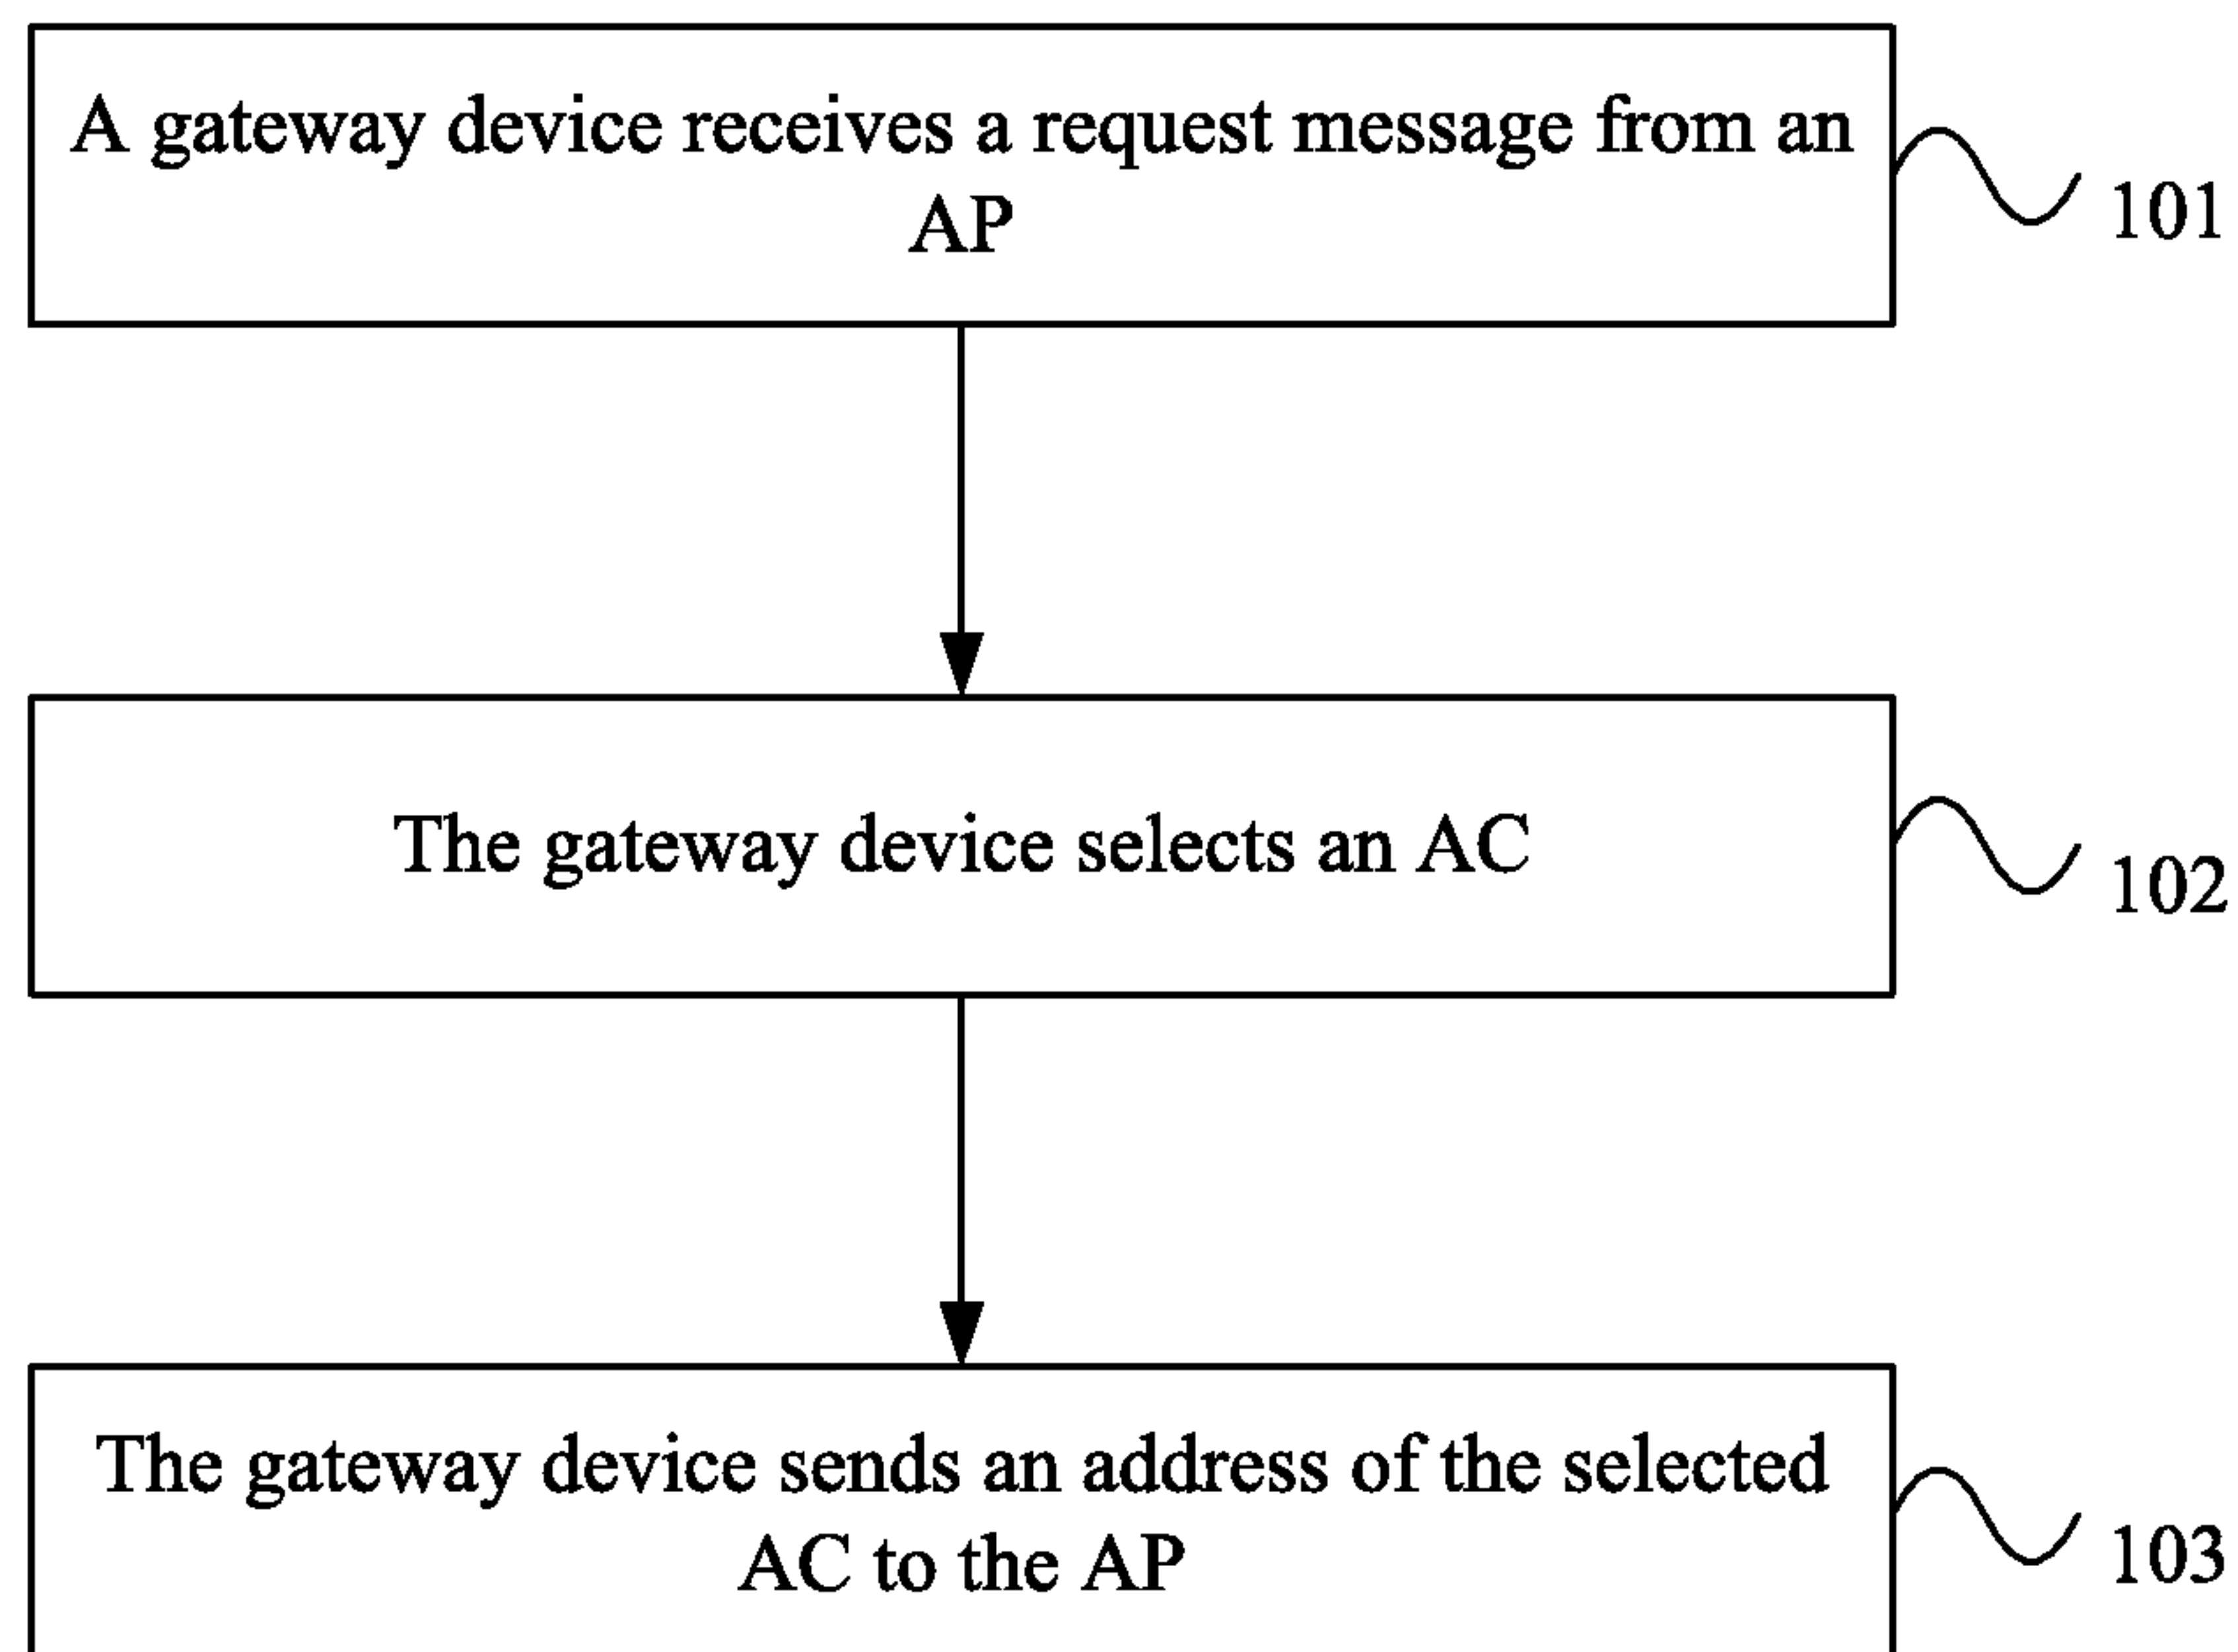 A gateway device receives a request message from an
AP
101
The gateway device selects an AC
102
The gateway device sends an address of the selected
AC to the AP
103